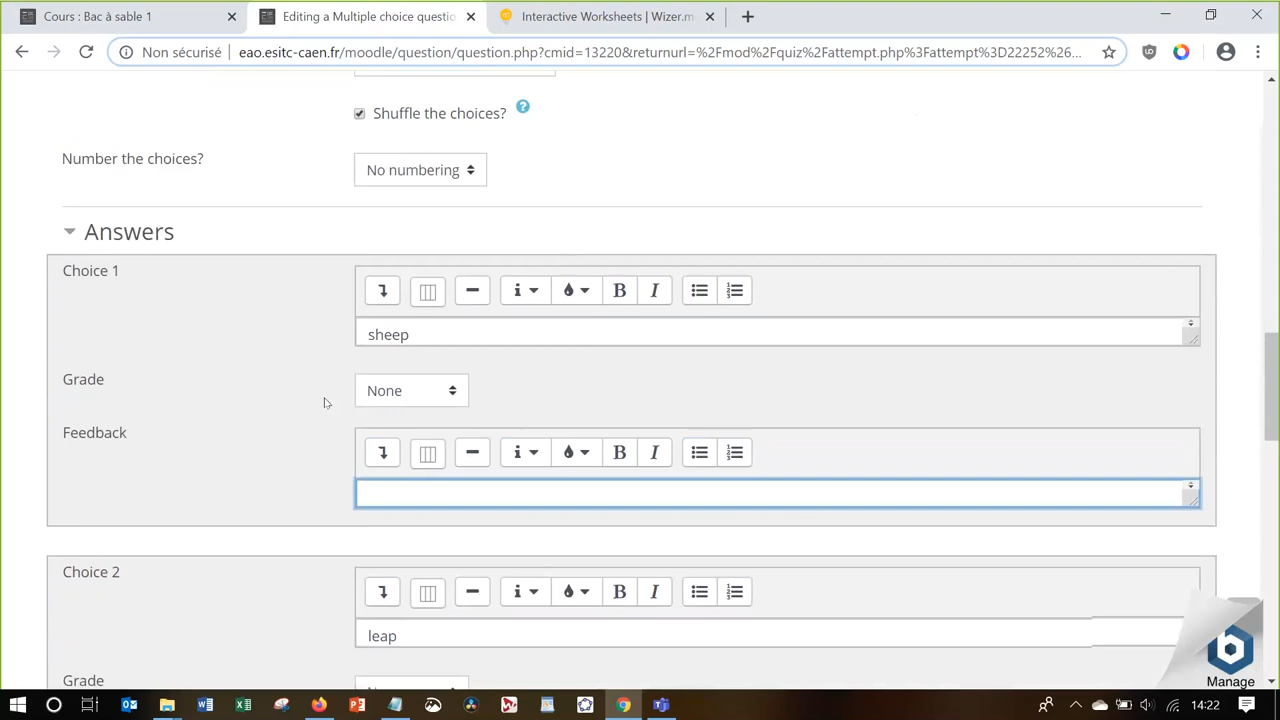 Cours : Bac à sable 1
Editing a Multiple choice questio
Interactive Worksheets | Wizer.m
Non sécurisé
eao.esitc-caen.fr/moodle/question/question.php?cmid=13220&returnurl=%2Fmod%2Fquiz%2Fattempt.php%3Fattempt%3D22252%26...
Shuffle the choices?
Number the choices?
No numbering
Answers
Choice 1
B I
sheep
Grade
None
Feedback
B I
Choice 2
B I
leap
Grade
Manage
14:22